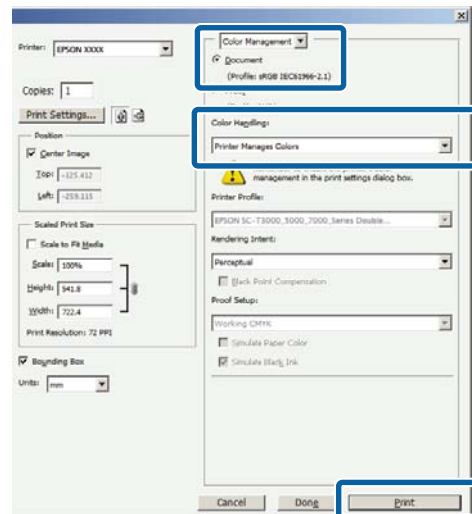 Printer: EPSON XXXX
Copies: 1
Print Settings...
Position
Center Image
Top: -125.412
Left: -259.115
Scaled Print Size
Scale to Fit Media
Scale: 100%
Height: 541.8
Width: 722.4
Print Resolution: 72 PPI
Bounding Box
Units: mm
Color Management
Document
(Profile: sRGB IEC61966-2.1)
Color Handling:
Printer Manages Colors
management in the print settings dialog box.
Printer Profile:
EPSON SC-T3000_5000_7000_Series Double...
Rendering Intent:
Perceptual
Black Point Compensation
Proof Setup:
Working CMYK
Simulate Paper Color
Simulate Black Ink
Cancel
Done
Print